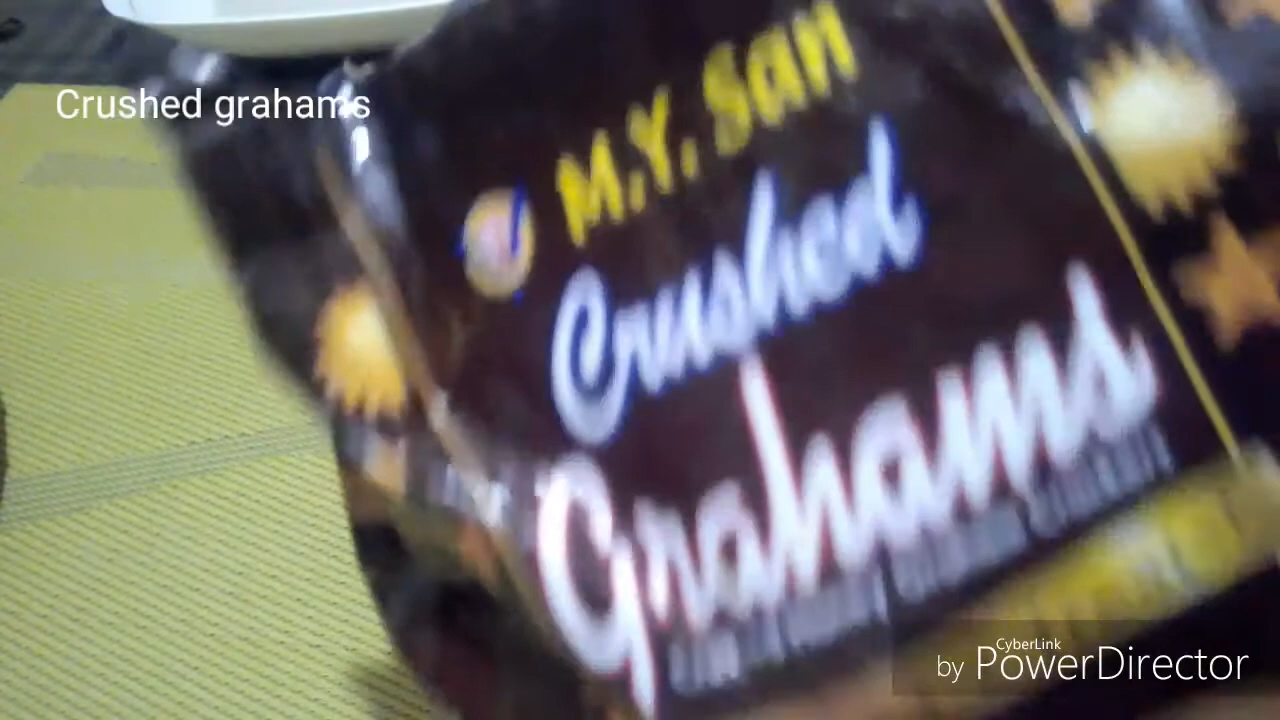 Crushed grahams
M.Y. San
Crushed
Grahams
CyberLink
by PowerDirector